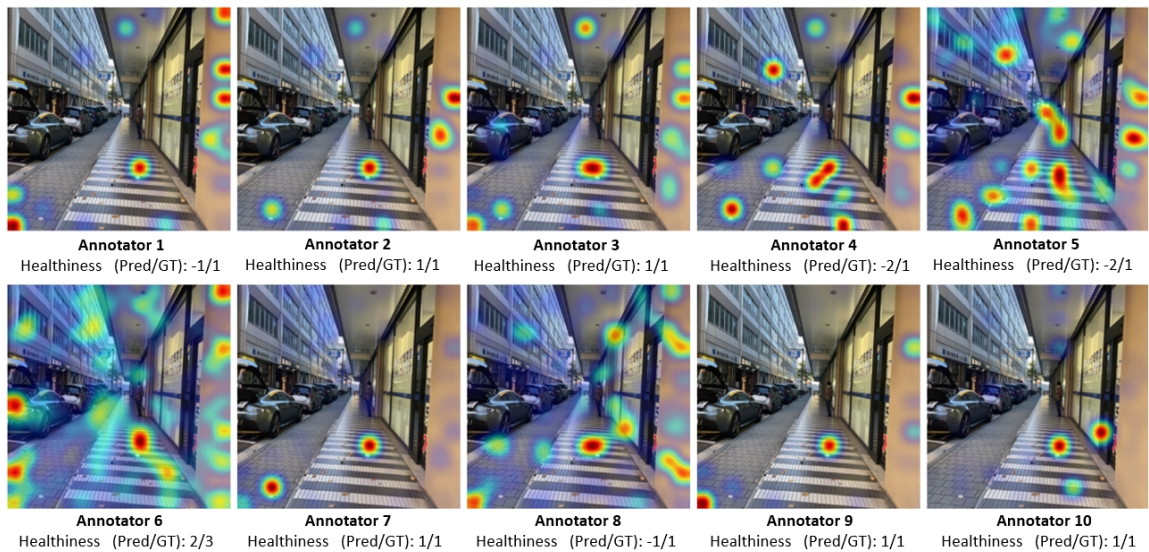 Annotator 1
Healthiness (Pred/GT): -1/1
Annotator 2
Healthiness (Pred/GT): 1/1
Annotator 3
Healthiness (Pred/GT): 1/1
Annotator 4
Healthiness (Pred/GT): -2/1
Annotator 5
Healthiness (Pred/GT): -2/1
Annotator 6
Healthiness (Pred/GT): 2/3
Annotator 7
Healthiness (Pred/GT): 1/1
Annotator 8
Healthiness (Pred/GT): -1/1
Annotator 9
Healthiness (Pred/GT): 1/1
Annotator 10
Healthiness (Pred/GT): 1/1